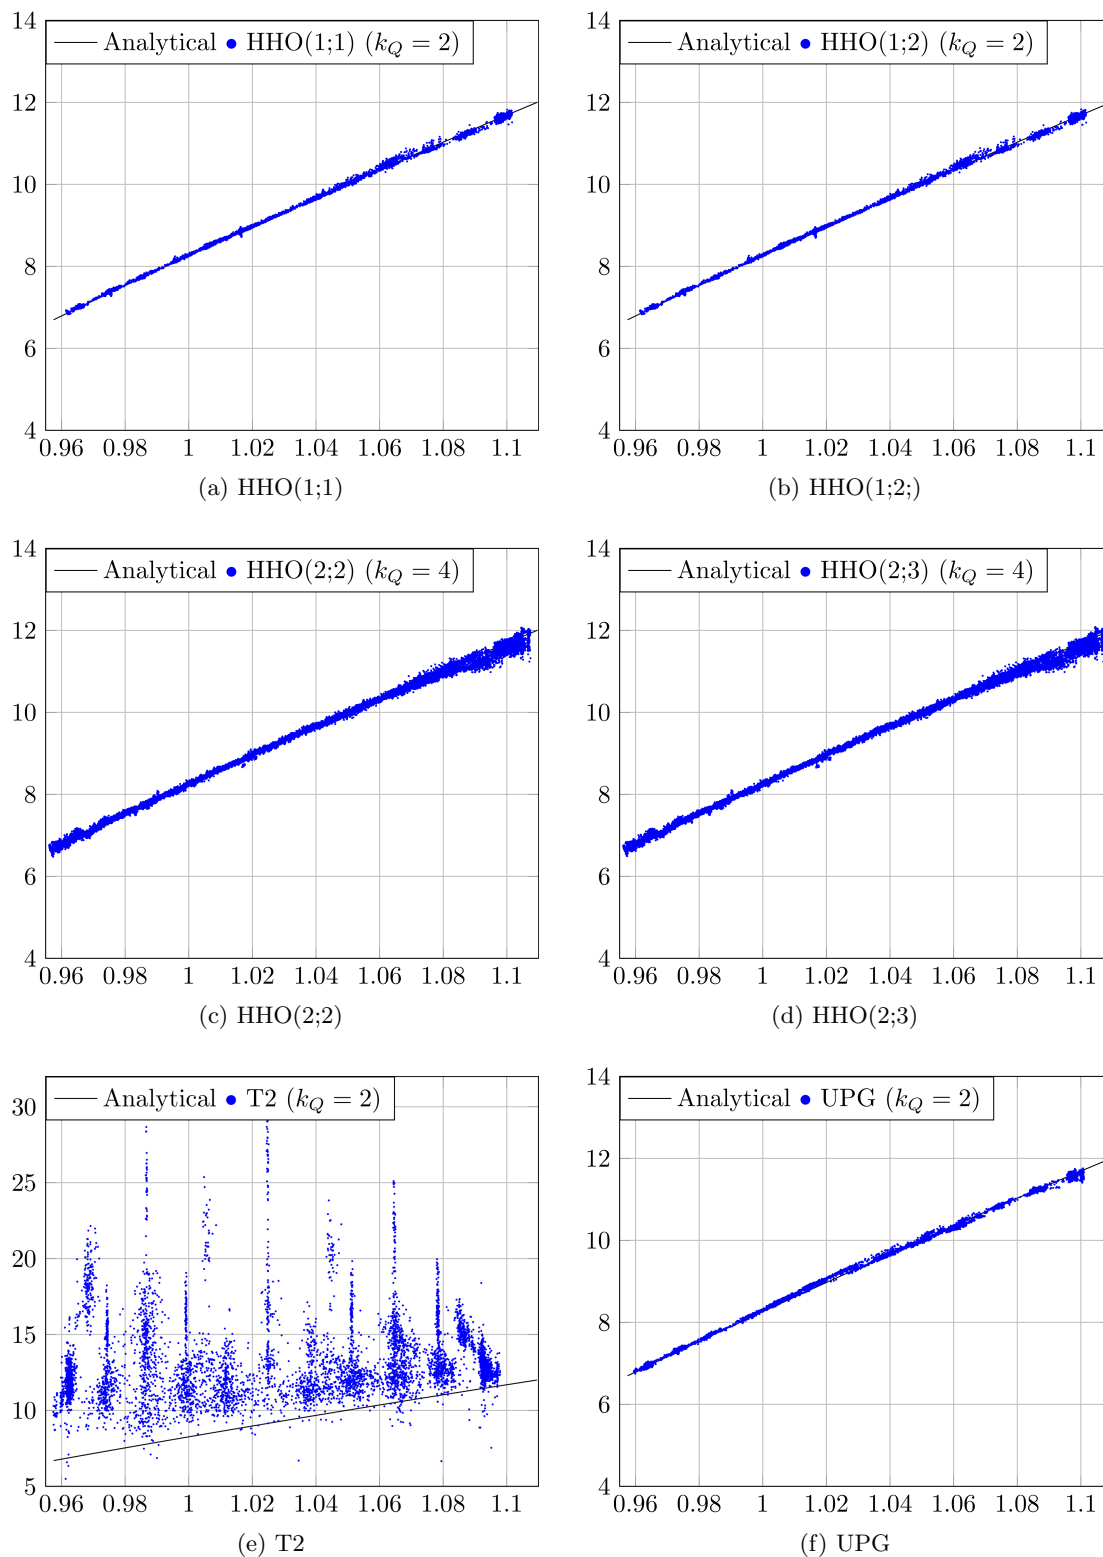 14
12
10
8
6
4
0.96 0.98 1 1.02 1.04 1.06 1.08 1.1
Analytical HHO(1;1) (k_Q = 2)
(a) HHO(1;1)
14
12
10
8
6
4
0.96 0.98 1 1.02 1.04 1.06 1.08 1.1
Analytical HHO(1;2) (k_Q = 2)
(b) HHO(1;2;)
14
12
10
8
6
4
0.96 0.98 1 1.02 1.04 1.06 1.08 1.1
Analytical HHO(2;2) (k_Q = 4)
(c) HHO(2;2)
14
12
10
8
6
4
0.96 0.98 1 1.02 1.04 1.06 1.08 1.1
Analytical HHO(2;3) (k_Q = 4)
(d) HHO(2;3)
30
25
20
15
10
5
0.96 0.98 1 1.02 1.04 1.06 1.08 1.1
Analytical T2 (k_Q = 2)
(e) T2
14
12
10
8
6
4
0.96 0.98 1 1.02 1.04 1.06 1.08 1.1
Analytical UPG (k_Q = 2)
(f) UPG